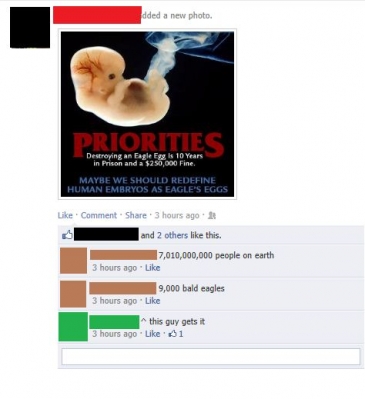 dded a new photo.
PRIORITIES
Destroying an Eagle Egg Is 10 Years
in Prison and a $250,000 Fine.
MAYBE WE SHOULD REDEFINE
HUMAN EMBRYOS AS EAGLE'S EGGS
Like · Comment · Share · 3 hours ago ·
and 2 others like this.
7,010,000,000 people on earth
3 hours ago · Like
9,000 bald eagles
3 hours ago · Like
^ this guy gets it
3 hours ago · Like · 1